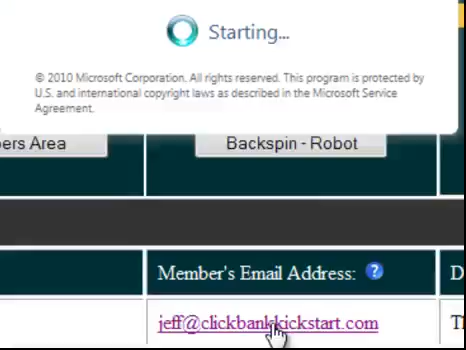 Starting...
© 2010 Microsoft Corporation. All rights reserved. This program is protected by
U.S. and international copyright laws as described in the Microsoft Service
Agreement.
ers Area
Backspin - Robot
Member's Email Address: ?
D
jeff@clickbankkickstart.com